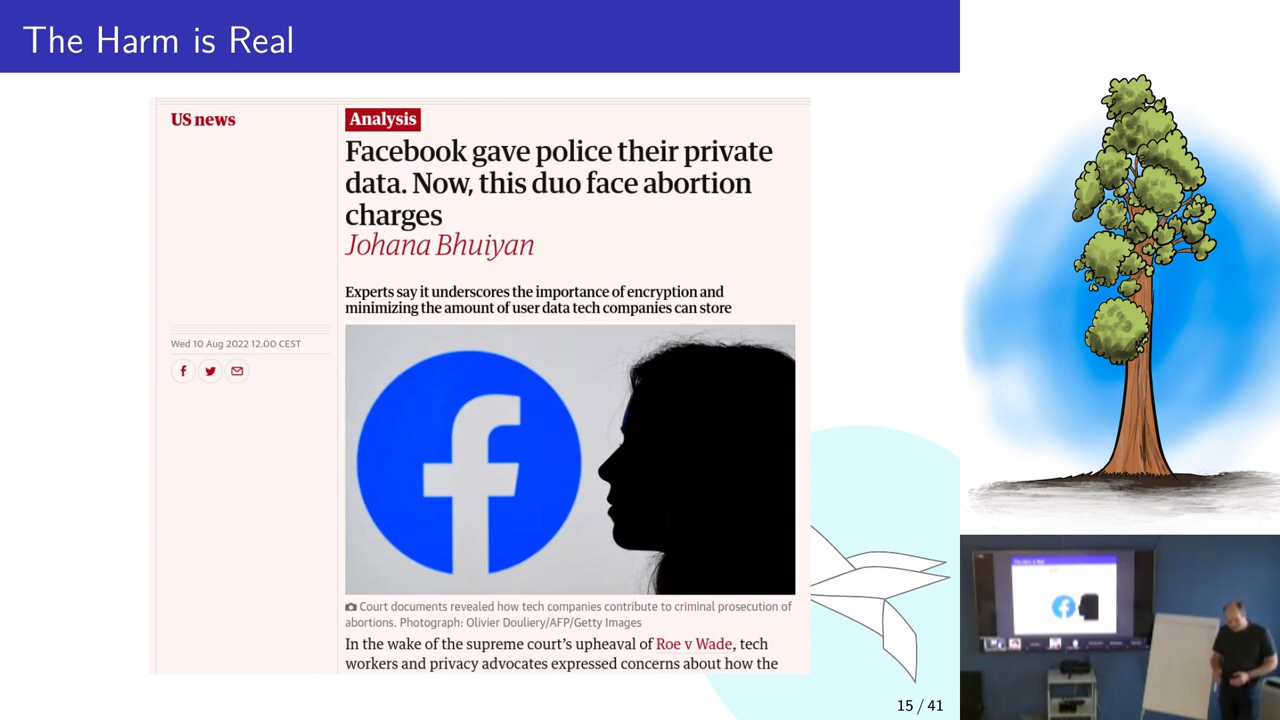 The Harm is Real
US news
Wed 10 Aug 2022 12.00 CEST
Analysis
Facebook gave police their private
data. Now, this duo face abortion
charges
Johana Bhuiyan
Experts say it underscores the importance of encryption and
minimizing the amount of user data tech companies can store
Court documents revealed how tech companies contribute to criminal prosecution of
abortions. Photograph: Olivier Douliery/AFP/Getty Images
In the wake of the supreme court’s upheaval of Roe v Wade, tech
workers and privacy advocates expressed concerns about how the
15 / 41
The Harm is Real